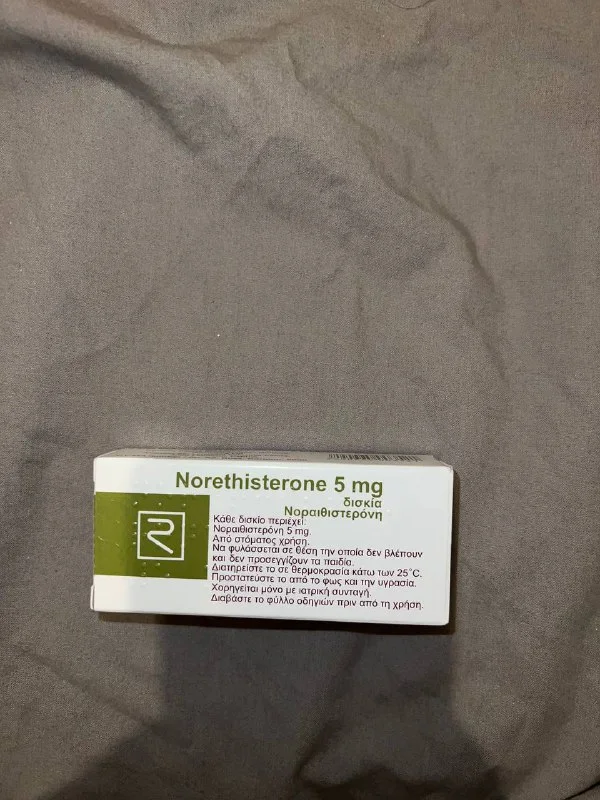 Norethisterone 5 mg
δισκία
Νοραιθιστερόνη
Κάθε δισκίο περιέχει:
Νοραιθιστερόνη 5 mg.
Από στόματος χρήση.
Να φυλάσσεται σε θέση την οποία δεν βλέπουν
και δεν προσεγγίζουν τα παιδία.
Διατηρείστε το σε θερμοκρασία κάτω των 25˚C.
Προστατεύστε το από το φως και την υγρασία.
Χορηγείται μόνο με ιατρική συνταγή.
Διαβάστε το φύλλο οδηγιών πριν από τη χρήση.